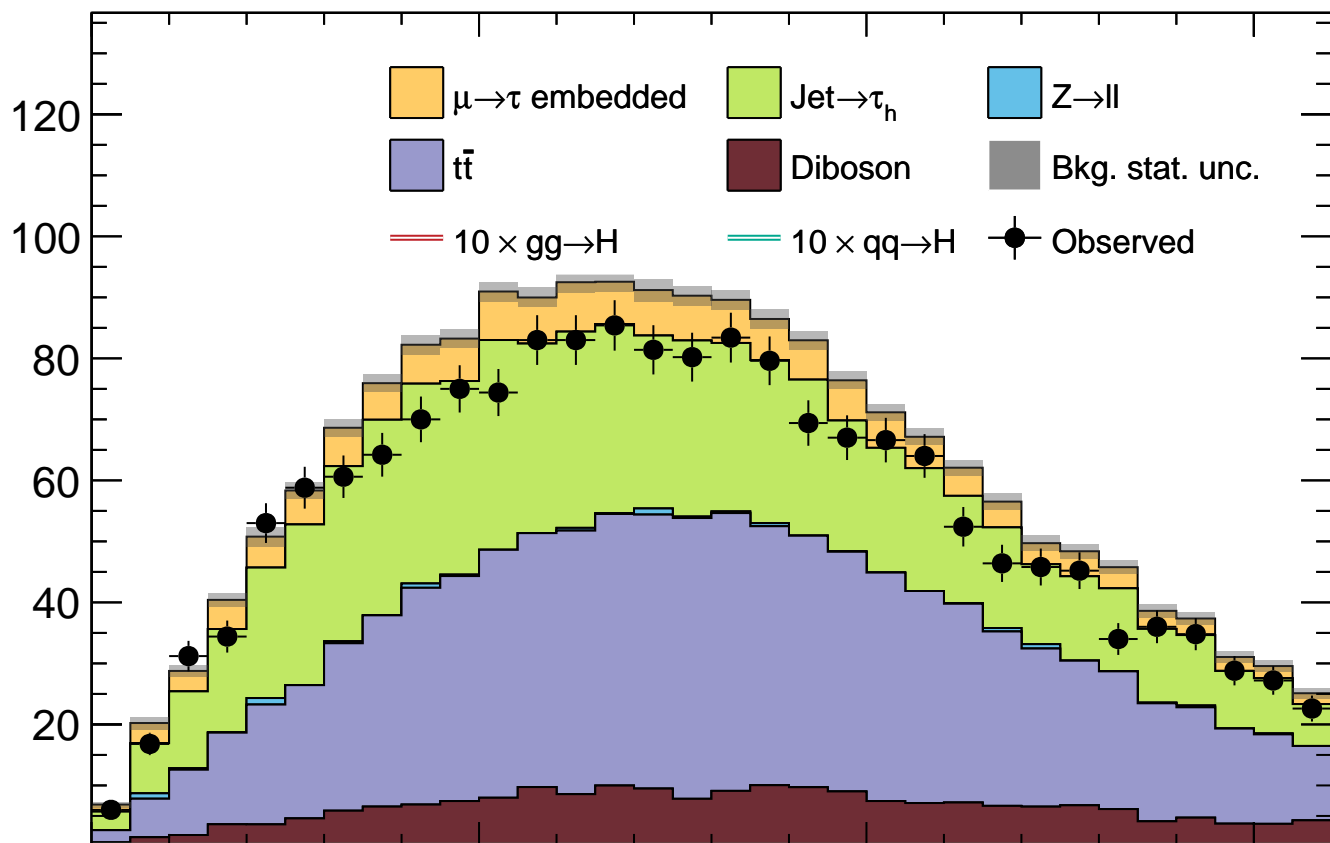 120
100
80
60
40
20
μ→τ embedded Jet→τh Z→ll
tt̄ Diboson Bkg. stat. unc.
10 × gg→H 10 × qq→H Observed